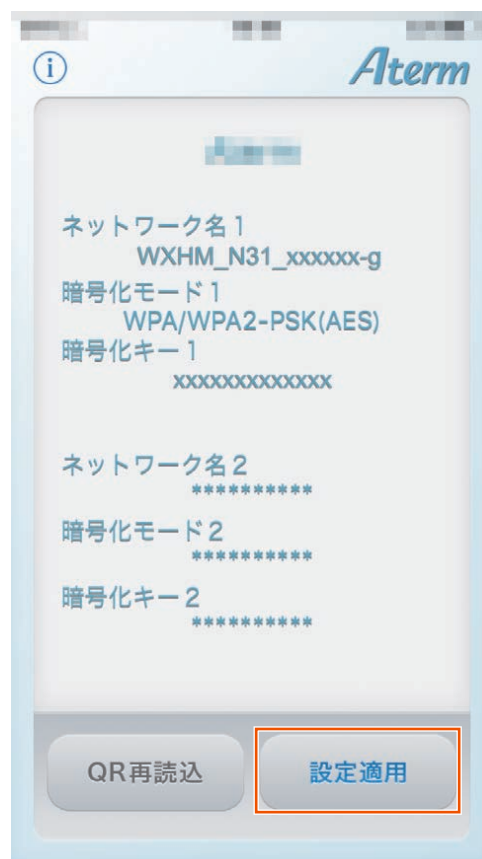 i
Aterm
ネットワーク名1
WXHM_N31_xxxxxx-g
暗号化モード1
WPA/WPA2-PSK(AES)
暗号化キー1
xxxxxxxxxxxxx
ネットワーク名2
**********
暗号化モード2
**********
暗号化キー2
**********
QR再読込
設定適用